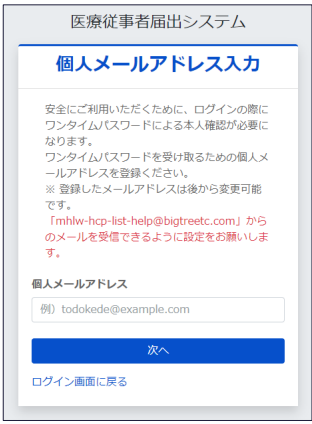 医療従事者届出システム
個人メールアドレス入力
安全にご利用いただくために、ログインの際に
ワンタイムパスワードによる本人確認が必要に
なります。
ワンタイムパスワードを受け取るための個人メ
ールアドレスを登録ください。
※ 登録したメールアドレスは後から変更可能
です。
「mhlw-hcp-list-help@bigtreetc.com」から
のメールを受信できるように設定をお願いしま
す。
個人メールアドレス
例）todokede@example.com
次へ
ログイン画面に戻る